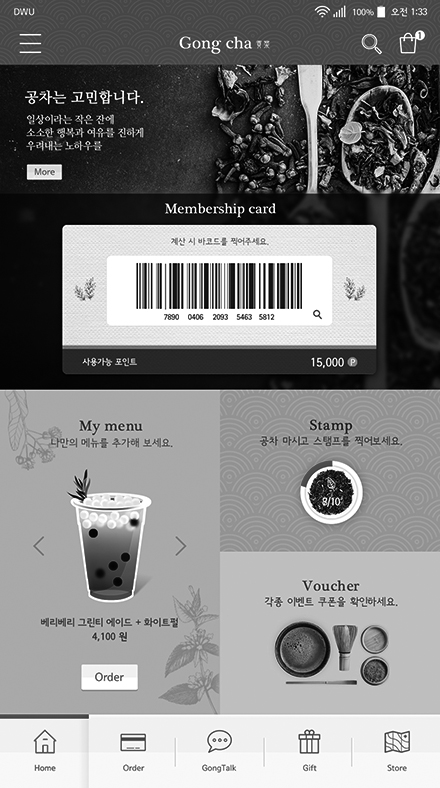 DWU 100% 오전 1:33
Gong cha 貢茶
1
공차는 고민합니다.
일상이라는 작은 잔에
소소한 행복과 여유를 진하게
우려내는 노하우를
More
Membership card
계산 시 바코드를 찍어주세요.
7890 0406 2093 5463 5812
사용가능 포인트 15,000 P
My menu
나만의 메뉴를 추가해 보세요.
베리베리 그린티 에이드 + 화이트펄
4,100 원
Order
Stamp
공차 마시고 스탬프를 찍어보세요.
8/10
Voucher
각종 이벤트 쿠폰을 확인하세요.
Home Order GongTalk Gift Store